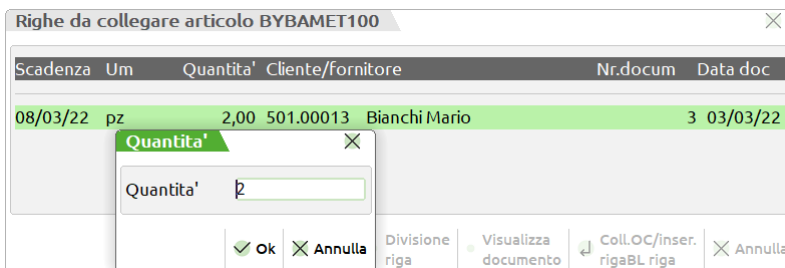 Righe da collegare articolo BYBAMET100
Scadenza Um Quantita' Cliente/fornitore Nr.docum Data doc
08/03/22 pz 2,00 501.00013 Bianchi Mario 3 03/03/22
Quantita'
Quantita' 2
Ok Annulla
Divisione riga
Visualizza documento
Coll.OC/inser. rigaBL riga
Annulla